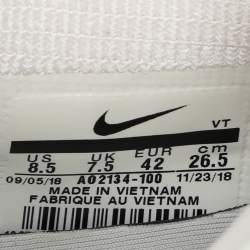 VT
US UK EUR cm
8.5 7.5 42 26.5
09/05/18 AO2134-100 11/23/18
MADE IN VIETNAM
FABRIQUE AU VIETNAM